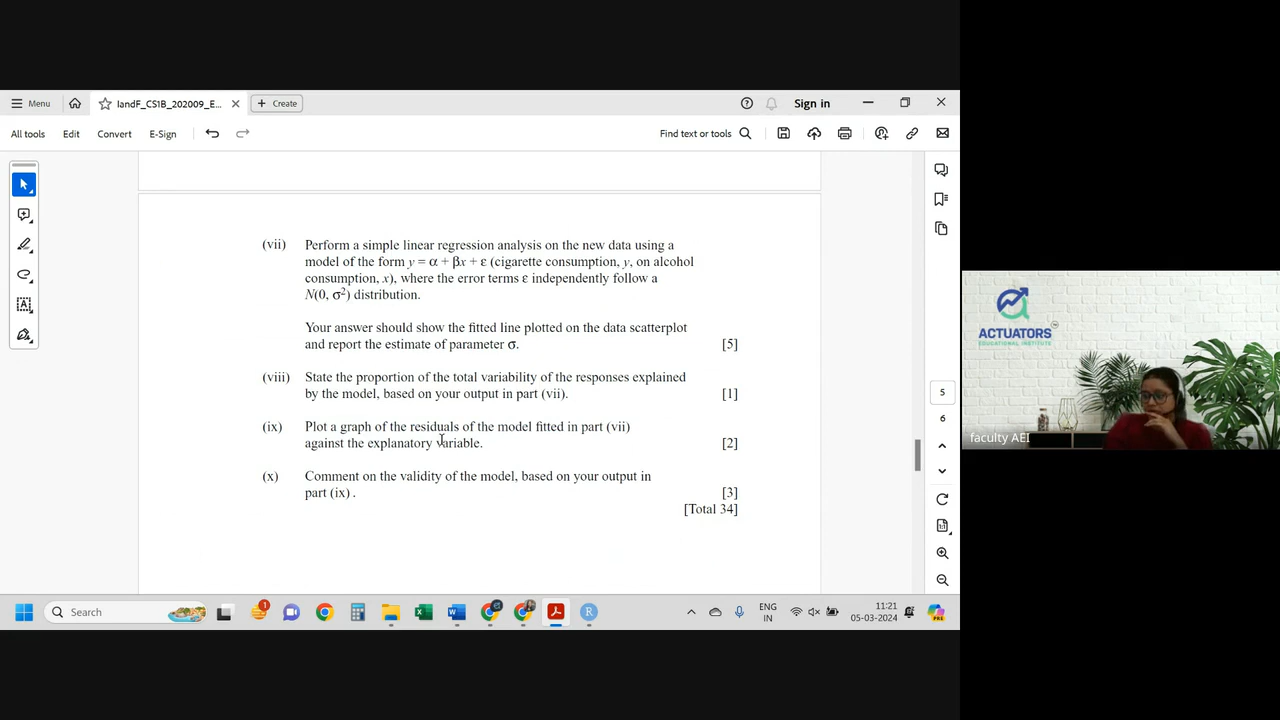 Menu
IandF_CS1B_202009_E...
Create
Sign in
All tools
Edit
Convert
E-Sign
Find text or tools
(vii) Perform a simple linear regression analysis on the new data using a
model of the form y = α + βx + ε (cigarette consumption, y, on alcohol
consumption, x), where the error terms ε independently follow a
N(0, σ²) distribution.
Your answer should show the fitted line plotted on the data scatterplot
and report the estimate of parameter σ. [5]
(viii) State the proportion of the total variability of the responses explained
by the model, based on your output in part (vii). [1]
(ix) Plot a graph of the residuals of the model fitted in part (vii)
against the explanatory variable. [2]
(x) Comment on the validity of the model, based on your output in
part (ix) . [3]
[Total 34]
5
6
ACTUATORS
EDUCATIONAL INSTITUTE
faculty AEI
Search
1
ENG
IN
11:21
05-03-2024